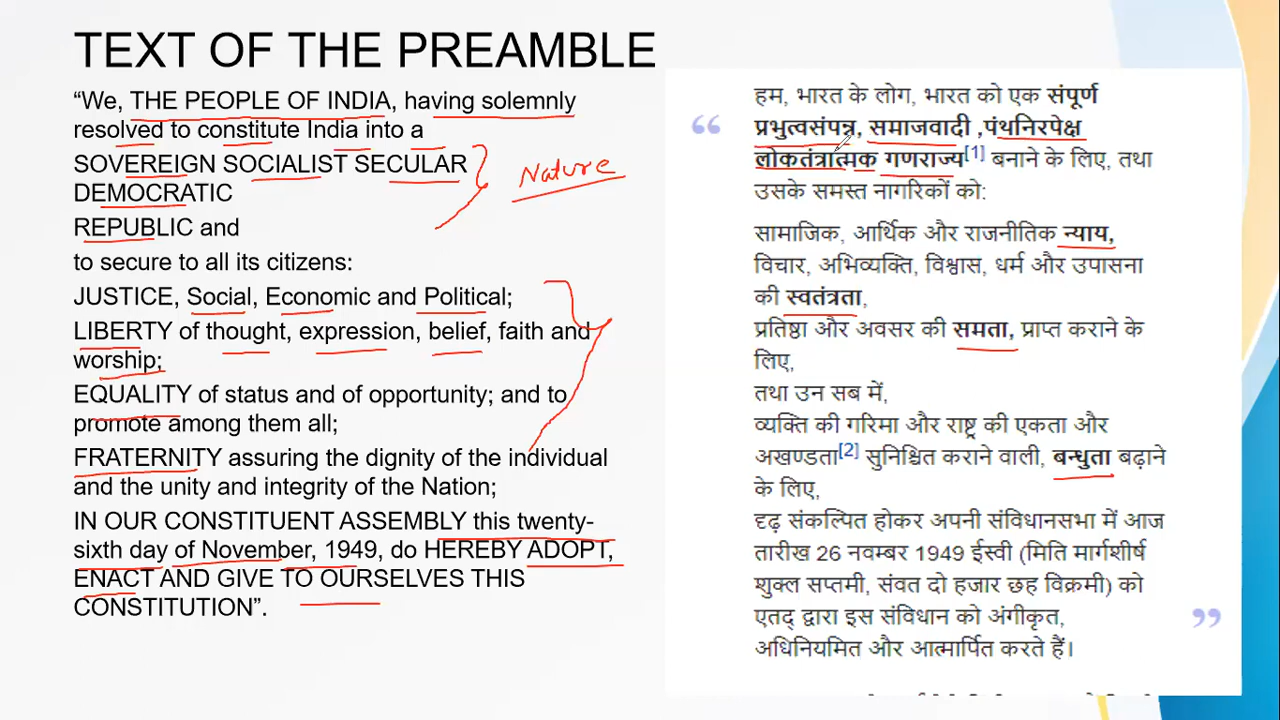 TEXT OF THE PREAMBLE
“We, THE PEOPLE OF INDIA, having solemnly
resolved to constitute India into a
SOVEREIGN SOCIALIST SECULAR
DEMOCRATIC
REPUBLIC and
to secure to all its citizens:
JUSTICE, Social, Economic and Political;
LIBERTY of thought, expression, belief, faith and
worship;
EQUALITY of status and of opportunity; and to
promote among them all;
FRATERNITY assuring the dignity of the individual
and the unity and integrity of the Nation;
IN OUR CONSTITUENT ASSEMBLY this twenty-
sixth day of November, 1949, do HEREBY ADOPT,
ENACT AND GIVE TO OURSELVES THIS
CONSTITUTION”.
Nature
“
हम, भारत के लोग, भारत को एक संपूर्ण
प्रभुत्वसंपन्न, समाजवादी ,पंथनिरपेक्ष
लोकतंत्रात्मक गणराज्य[1] बनाने के लिए, तथा
उसके समस्त नागरिकों को:
सामाजिक, आर्थिक और राजनीतिक न्याय,
विचार, अभिव्यक्ति, विश्वास, धर्म और उपासना
की स्वतंत्रता,
प्रतिष्ठा और अवसर की समता, प्राप्त कराने के
लिए,
तथा उन सब में,
व्यक्ति की गरिमा और राष्ट्र की एकता और
अखण्डता[2] सुनिश्चित कराने वाली, बन्धुता बढ़ाने
के लिए,
दृढ़ संकल्पित होकर अपनी संविधानसभा में आज
तारीख 26 नवम्बर 1949 ईस्वी (मिति मार्गशीर्ष
शुक्ल सप्तमी, संवत दो हजार छह विक्रमी) को
एतद् द्वारा इस संविधान को अंगीकृत,
अधिनियमित और आत्मार्पित करते हैं।
”